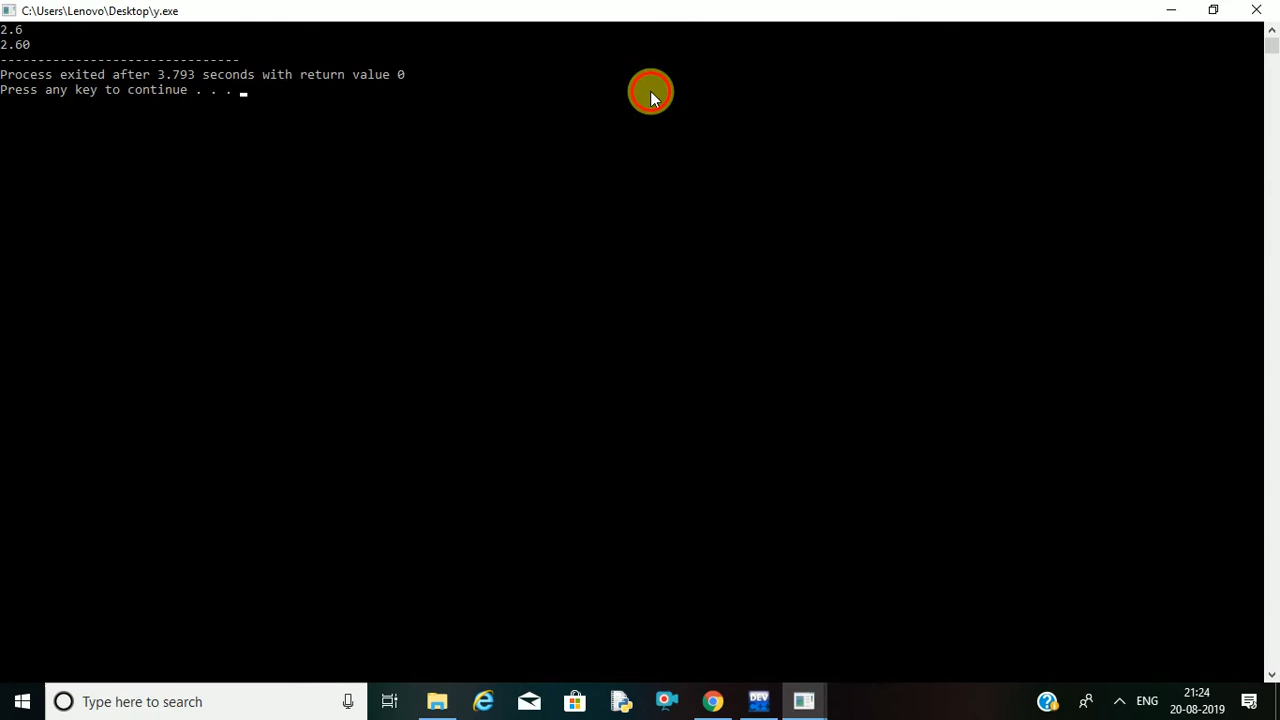 C:\Users\Lenovo\Desktop\y.exe
2.6
2.60
--------------------------------
Process exited after 3.793 seconds with return value 0
Press any key to continue . . .
Type here to search
DEV
ENG
21:24
20-08-2019